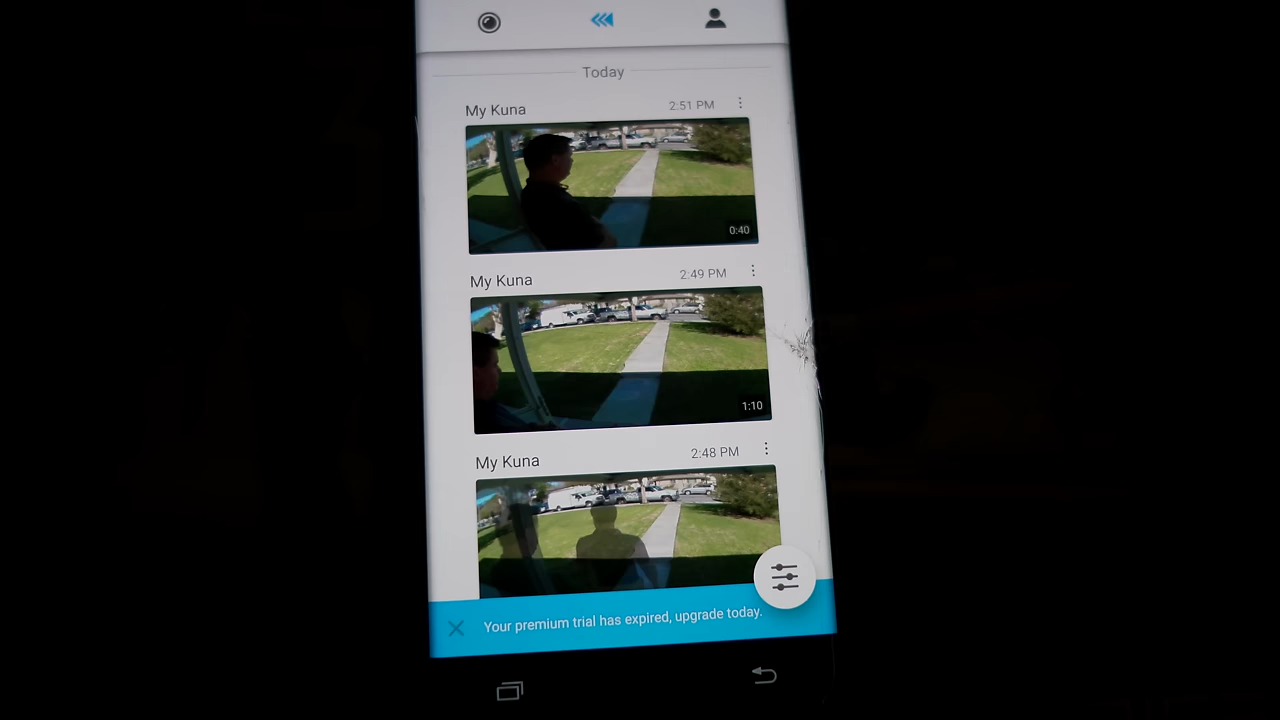 Today
My Kuna 2:51 PM
0:40
My Kuna 2:49 PM
1:10
My Kuna 2:48 PM
Your premium trial has expired, upgrade today.